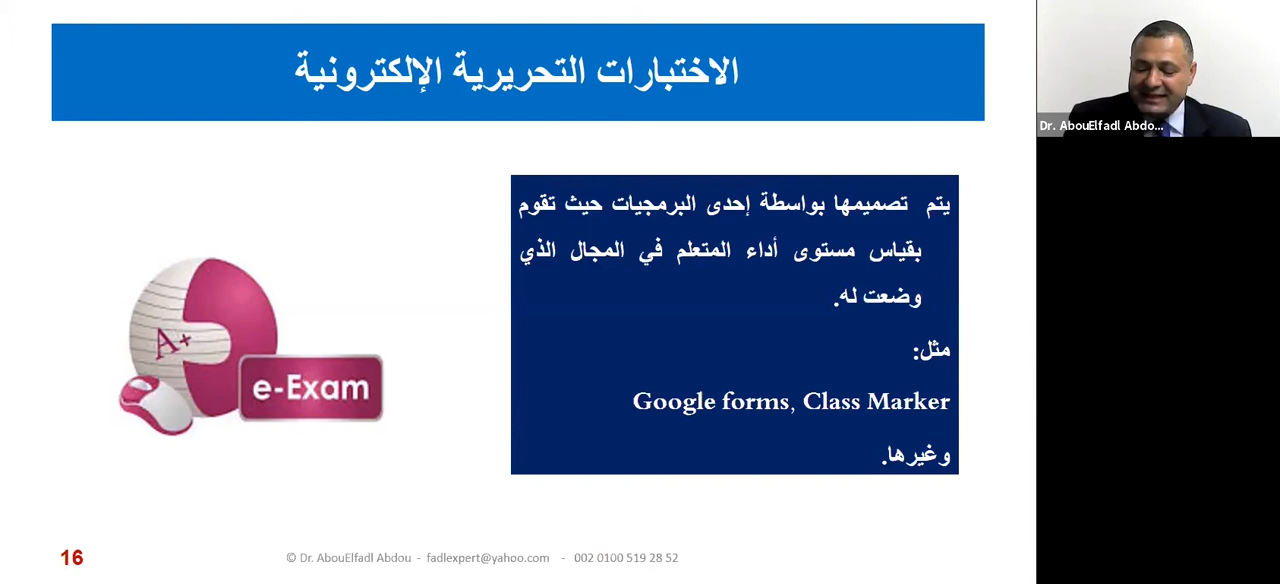 الاختبارات التحريرية الإلكترونية
Dr. AbouElfadl Abdo...
يتم تصميمها بواسطة إحدى البرمجيات حيث تقوم
بقياس مستوى أداء المتعلم في المجال الذي
وضعت له.
مثل:
Google forms, Class Marker
وغيرها.
A+
e-Exam
16
© Dr. AbouElfadl Abdou - fadlexpert@yahoo.com - 002 0100 519 28 52